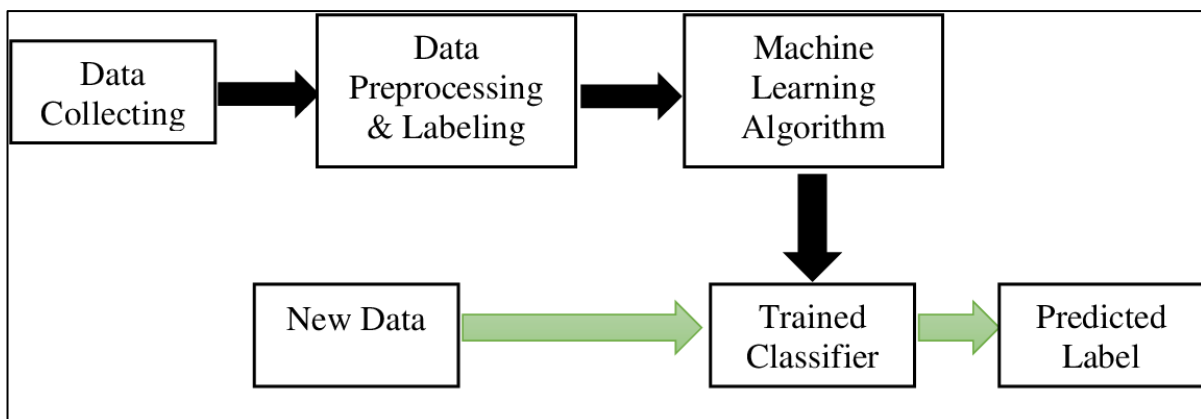 Data
Collecting
Data
Preprocessing
& Labeling
Machine
Learning
Algorithm
New Data
Trained
Classifier
Predicted
Label